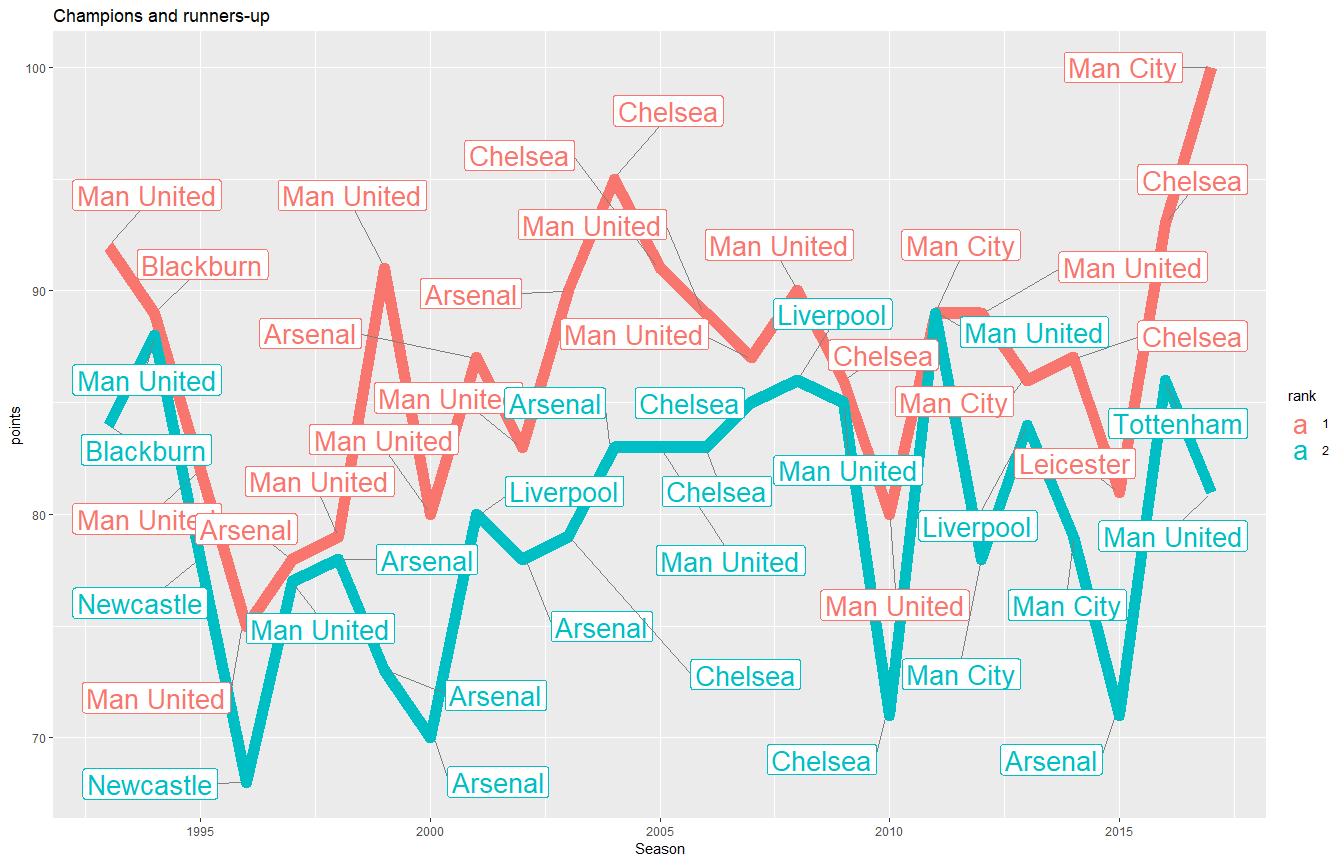 Champions and runners-up
100
Man City
Chelsea
Chelsea
Chelsea
Man United
Man United
Man United
Man United
Man City
Blackburn
Man United
90
Arsenal
Liverpool
Arsenal
Man United
Man United
Chelsea
Chelsea
Man United
Man United
Arsenal
Chelsea
Man City
rank
Tottenham
a 1
Man United
Blackburn
a 2
Leicester
Man United
Man United
Liverpool
Chelsea
80
Man United
Arsenal
Liverpool
Man United
Arsenal
Man United
Newcastle
Man United
Man City
Man United
Arsenal
Chelsea
Man City
Man United
Arsenal
70
Chelsea
Arsenal
Newcastle
Arsenal
1995
2000
2005
2010
2015
Season
points